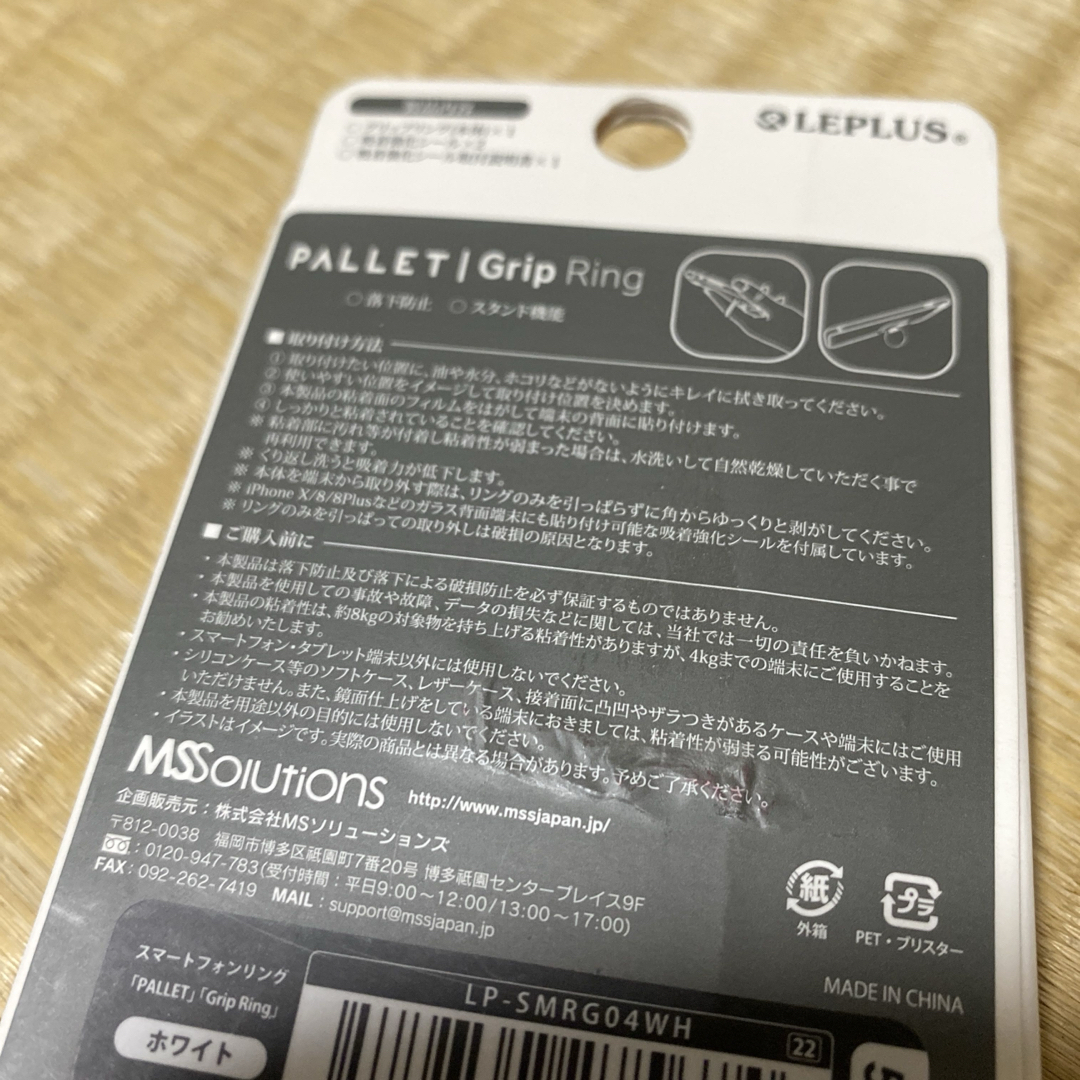 LEPLUS®
PALLET | Grip Ring
○ 落下防止 ○ スタンド機能
■ 取り付け方法
① 取り付けたい位置に、油や水分、ホコリなどがないようにキレイに拭き取ってください。
② 使いやすい位置をイメージして取り付け位置を決めます。
③ 本製品の粘着面のフィルムをはがして端末の背面に貼り付けます。
④ しっかりと粘着されていることを確認してください。
※ 粘着部に汚れ等が付着し粘着性が弱まった場合は、水洗いして自然乾燥していただく事で
再利用できます。
※ くり返し洗うと吸着力が低下します。
※ 本体を端末から取り外す際は、リングのみを引っぱらずに角からゆっくりと剥がしてください。
※ iPhone X/8/8Plusなどのガラス背面端末にも貼り付け可能な吸着強化シールを付属しています。
※ リングのみを引っぱっての取り外しは破損の原因となります。
■ ご購入前に
・本製品は落下防止及び落下による破損防止を必ず保証するものではありません。
・本製品を使用しての事故や故障、データの損失などに関しては、当社では一切の責任を負いかねます。
・本製品の粘着性は、約8kgの対象物を持ち上げる粘着性がありますが、4kgまでの端末にご使用することを
お勧めいたします。
・スマートフォン・タブレット端末以外には使用しないでください。
・シリコンケース等のソフトケース、レザーケース、接着面に凸凹やザラつきがあるケースや端末にはご使用
いただけません。また、鏡面仕上げをしている端末におきましては、粘着性が弱まる可能性がございます。
・本製品を用途以外の目的には使用しないでください。
・イラストはイメージです。実際の商品とは異なる場合があります。予めご了承ください。
MSSolutions http://www.mssjapan.jp/
企画販売元：株式会社MSソリューションズ
〒812-0038 福岡市博多区祇園町7番20号 博多祇園センタープレイス9F
：0120-947-783（受付時間：平日9:00～12:00/13:00～17:00）
FAX：092-262-7419 MAIL：support@mssjapan.jp
紙
外箱
プラ
PET・ブリスター
MADE IN CHINA
スマートフォンリング
「PALLET」「Grip Ring」
ホワイト
LP-SMRG04WH
22